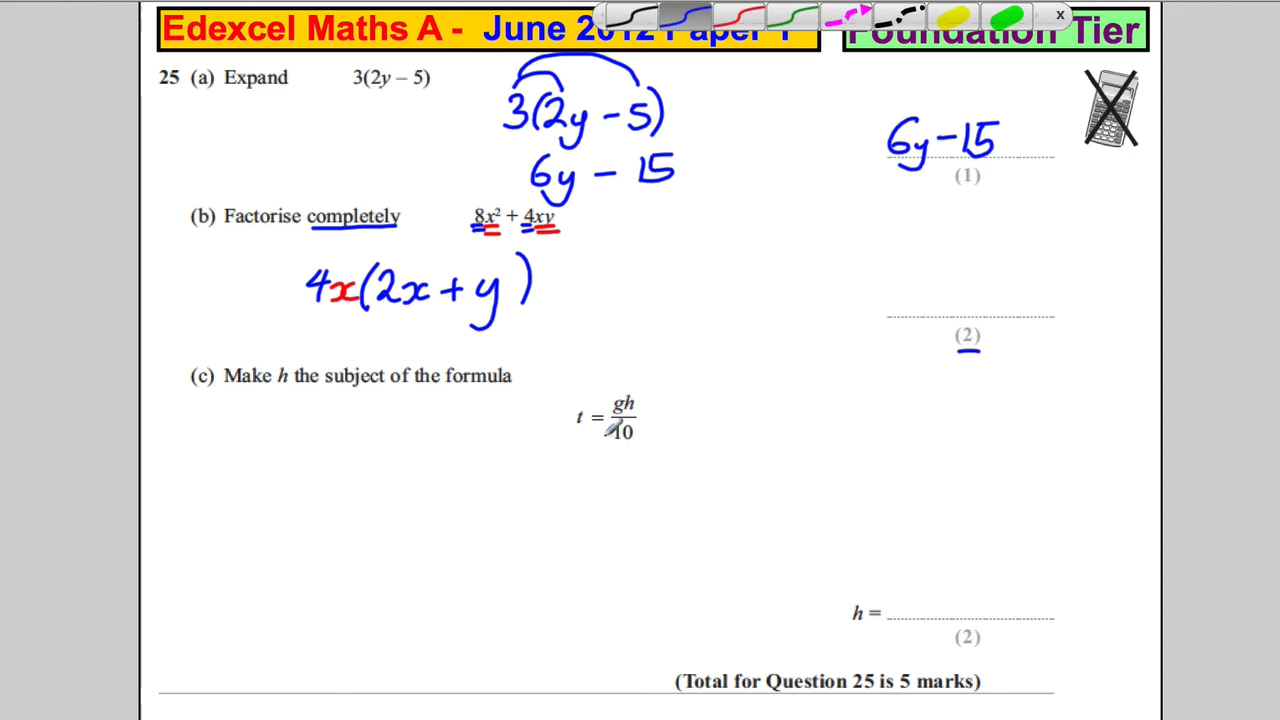 Edexcel Maths A - June 2012 Paper 1
Foundation Tier
x
25 (a) Expand 3(2y – 5)
3(2y – 5)
6y – 15
6y – 15
(1)
(b) Factorise completely 8x² + 4xy
4x(2x + y)
(2)
(c) Make h the subject of the formula
t = gh/10
h =
(2)
(Total for Question 25 is 5 marks)